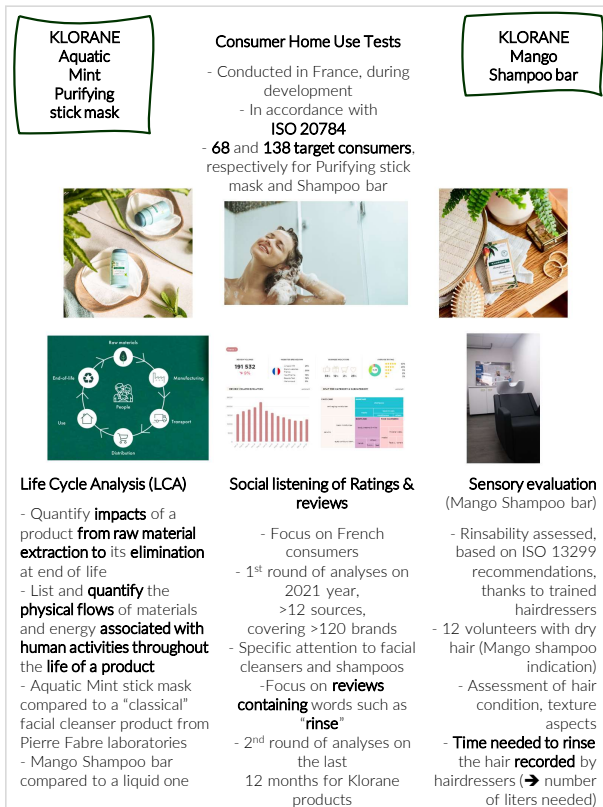 KLORANE
Aquatic
Mint
Purifying
stick mask
Consumer Home Use Tests
- Conducted in France, during
development
- In accordance with
ISO 20784
- 68 and 138 target consumers,
respectively for Purifying stick
mask and Shampoo bar
KLORANE
Mango
Shampoo bar
Raw materials
End-of-life
Manufacturing
People
Use
Transport
Distribution
191 532
Life Cycle Analysis (LCA)
- Quantify impacts of a
product from raw material
extraction to its elimination
at end of life
- List and quantify the
physical flows of materials
and energy associated with
human activities throughout
the life of a product
- Aquatic Mint stick mask
compared to a “classical”
facial cleanser product from
Pierre Fabre laboratories
- Mango Shampoo bar
compared to a liquid one
Social listening of Ratings &
reviews
- Focus on French
consumers
- 1st round of analyses on
2021 year,
>12 sources,
covering >120 brands
- Specific attention to facial
cleansers and shampoos
-Focus on reviews
containing words such as
“rinse”
- 2nd round of analyses on
the last
12 months for Klorane
products
Sensory evaluation
(Mango Shampoo bar)
- Rinsability assessed,
based on ISO 13299
recommendations,
thanks to trained
hairdressers
- 12 volunteers with dry
hair (Mango shampoo
indication)
- Assessment of hair
condition, texture
aspects
- Time needed to rinse
the hair recorded by
hairdressers (➔ number
of liters needed)